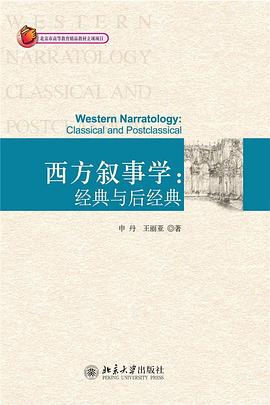 北京市高等教育精品教材立项项目
WESTERN
NARRATOLOGY
CLASSICAL AND
POSTCLASSICAL
Western Narratology:
Classical and Postclassical
西方叙事学：
经典与后经典
申丹 王丽亚 ◎著
北京大学出版社
PEKING UNIVERSITY PRESS